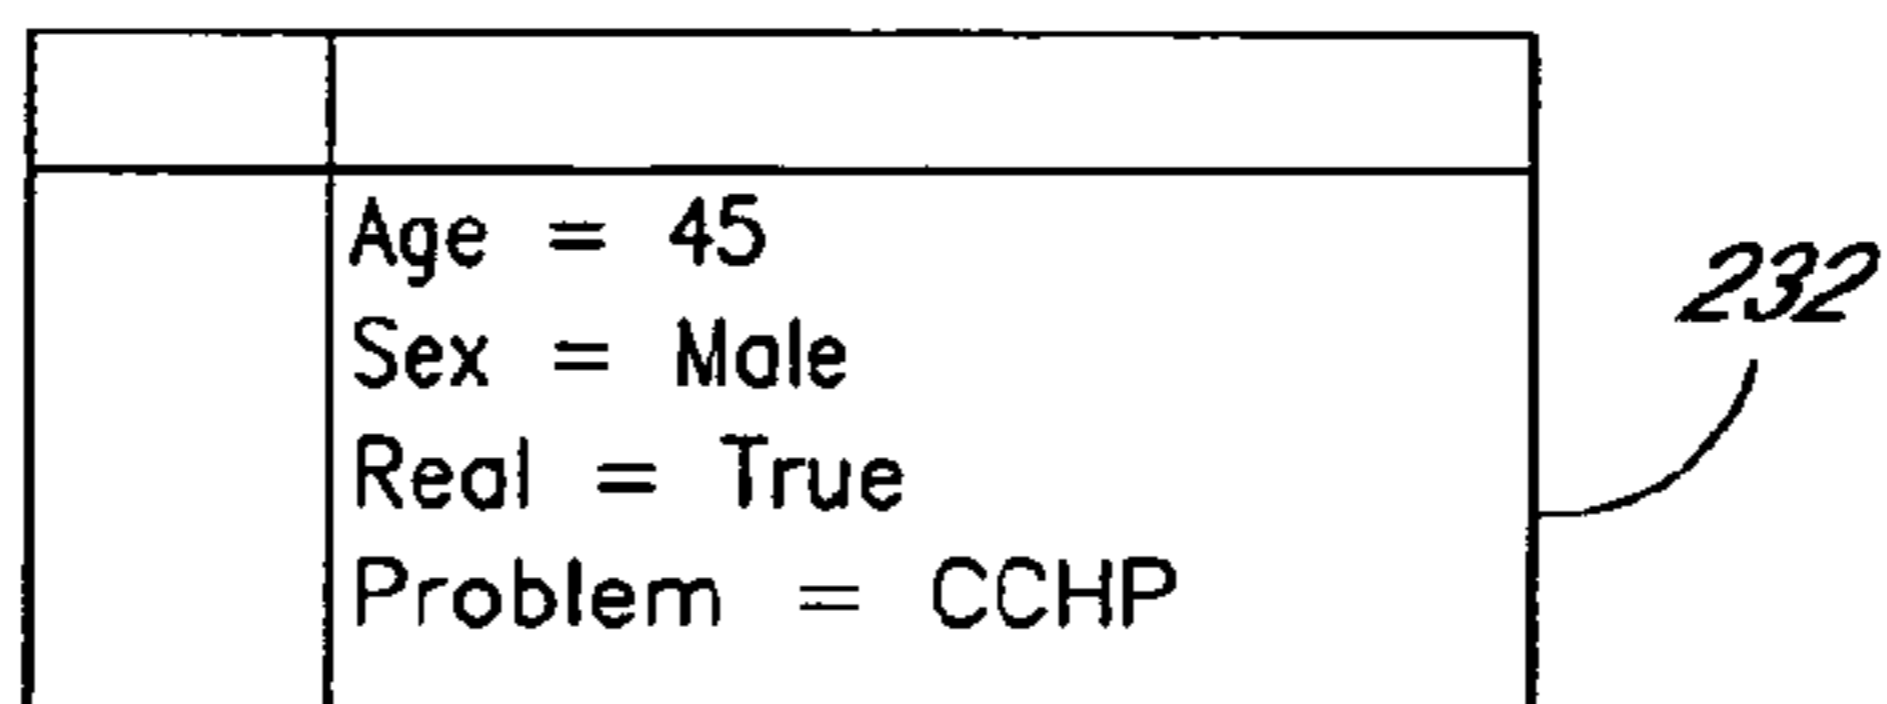 Age = 45
232
Sex = Male
Real = True
Problem = CCHP